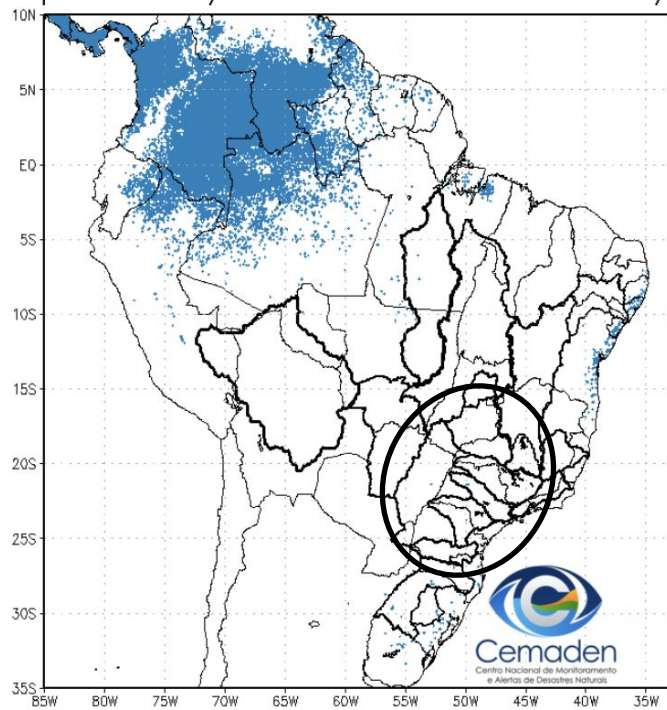 10N
5N
EQ
5S
10S
15S
20S
25S
30S
35S
85W 80W 75W 70W 65W 60W 55W 50W 45W 40W 35W
Cemaden
Centro Nacional de Monitoramento
e Alertas de Desastres Naturais